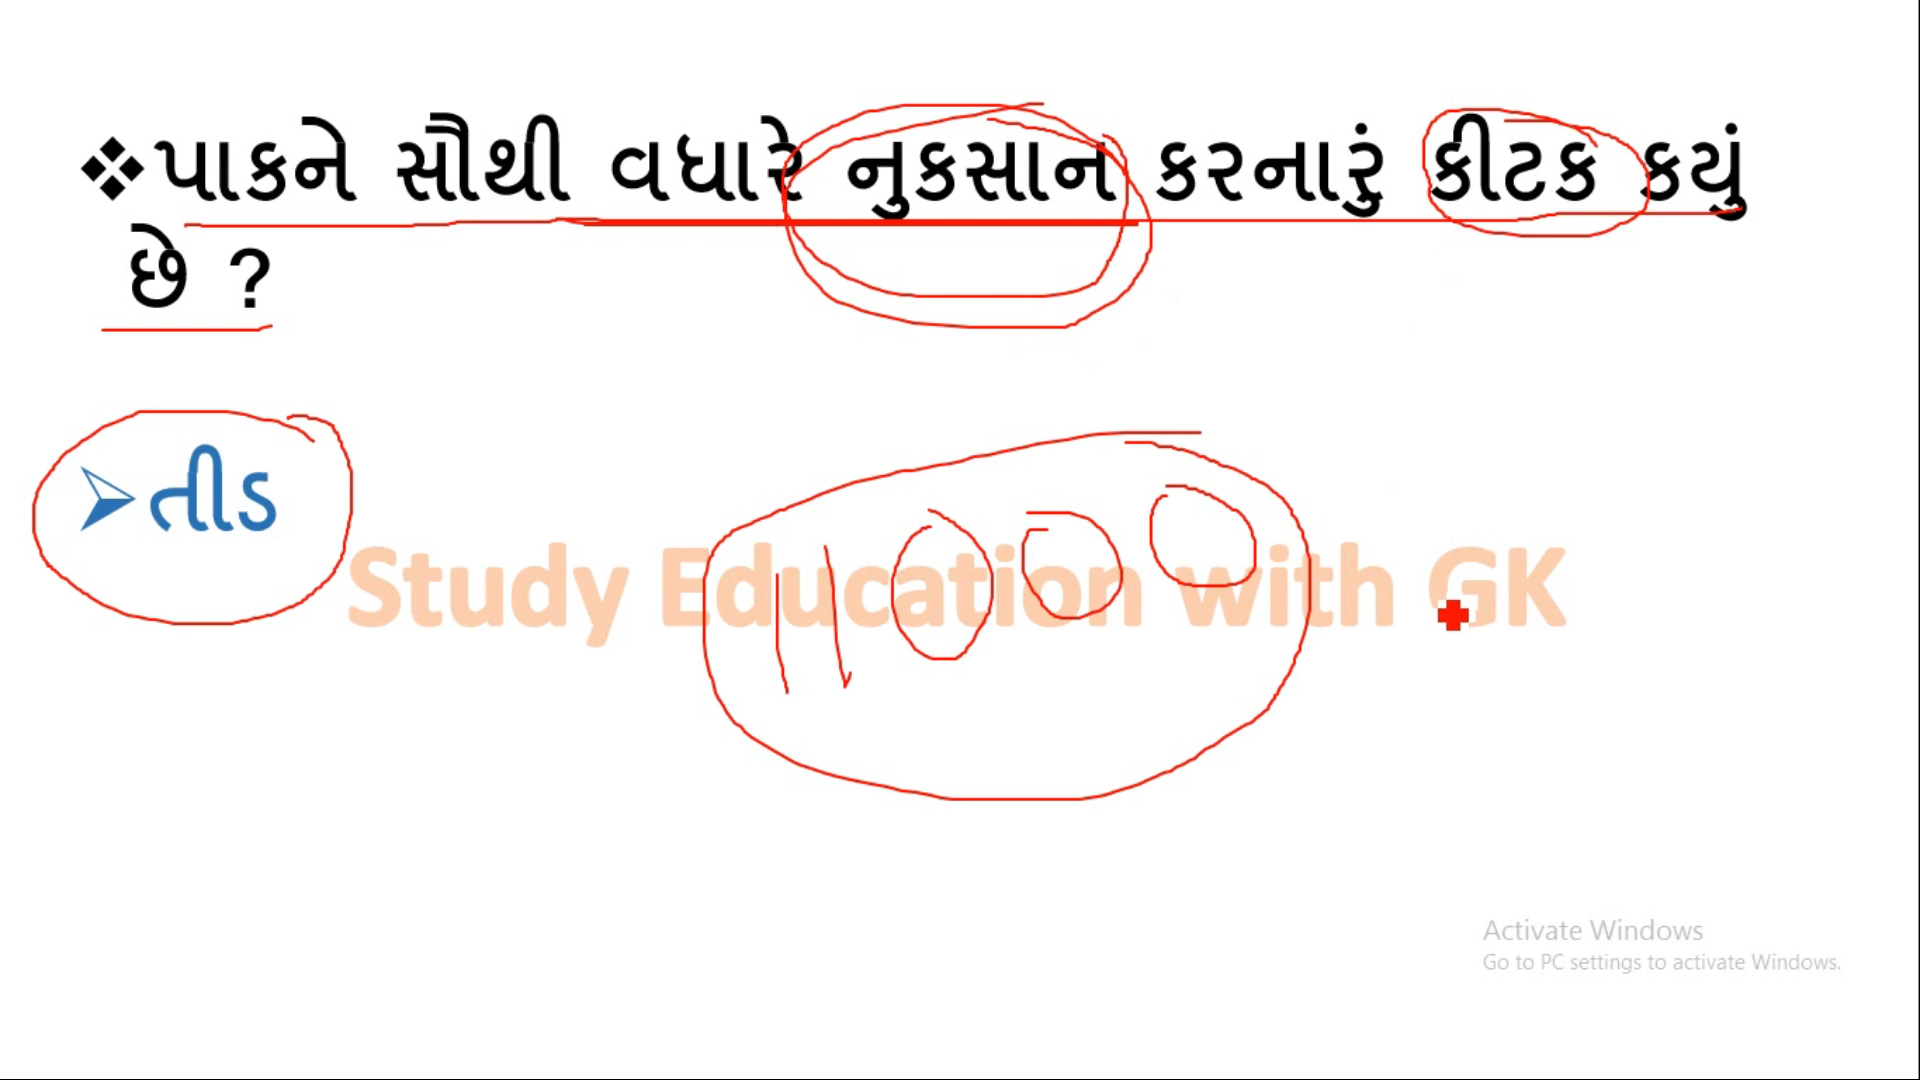 ❖પાકને સૌથી વધારે નુકસાન કરનારું કીટક કયું
છે ?
➢તીડ
11000
Study Education with GK
Activate Windows
Go to PC settings to activate Windows.